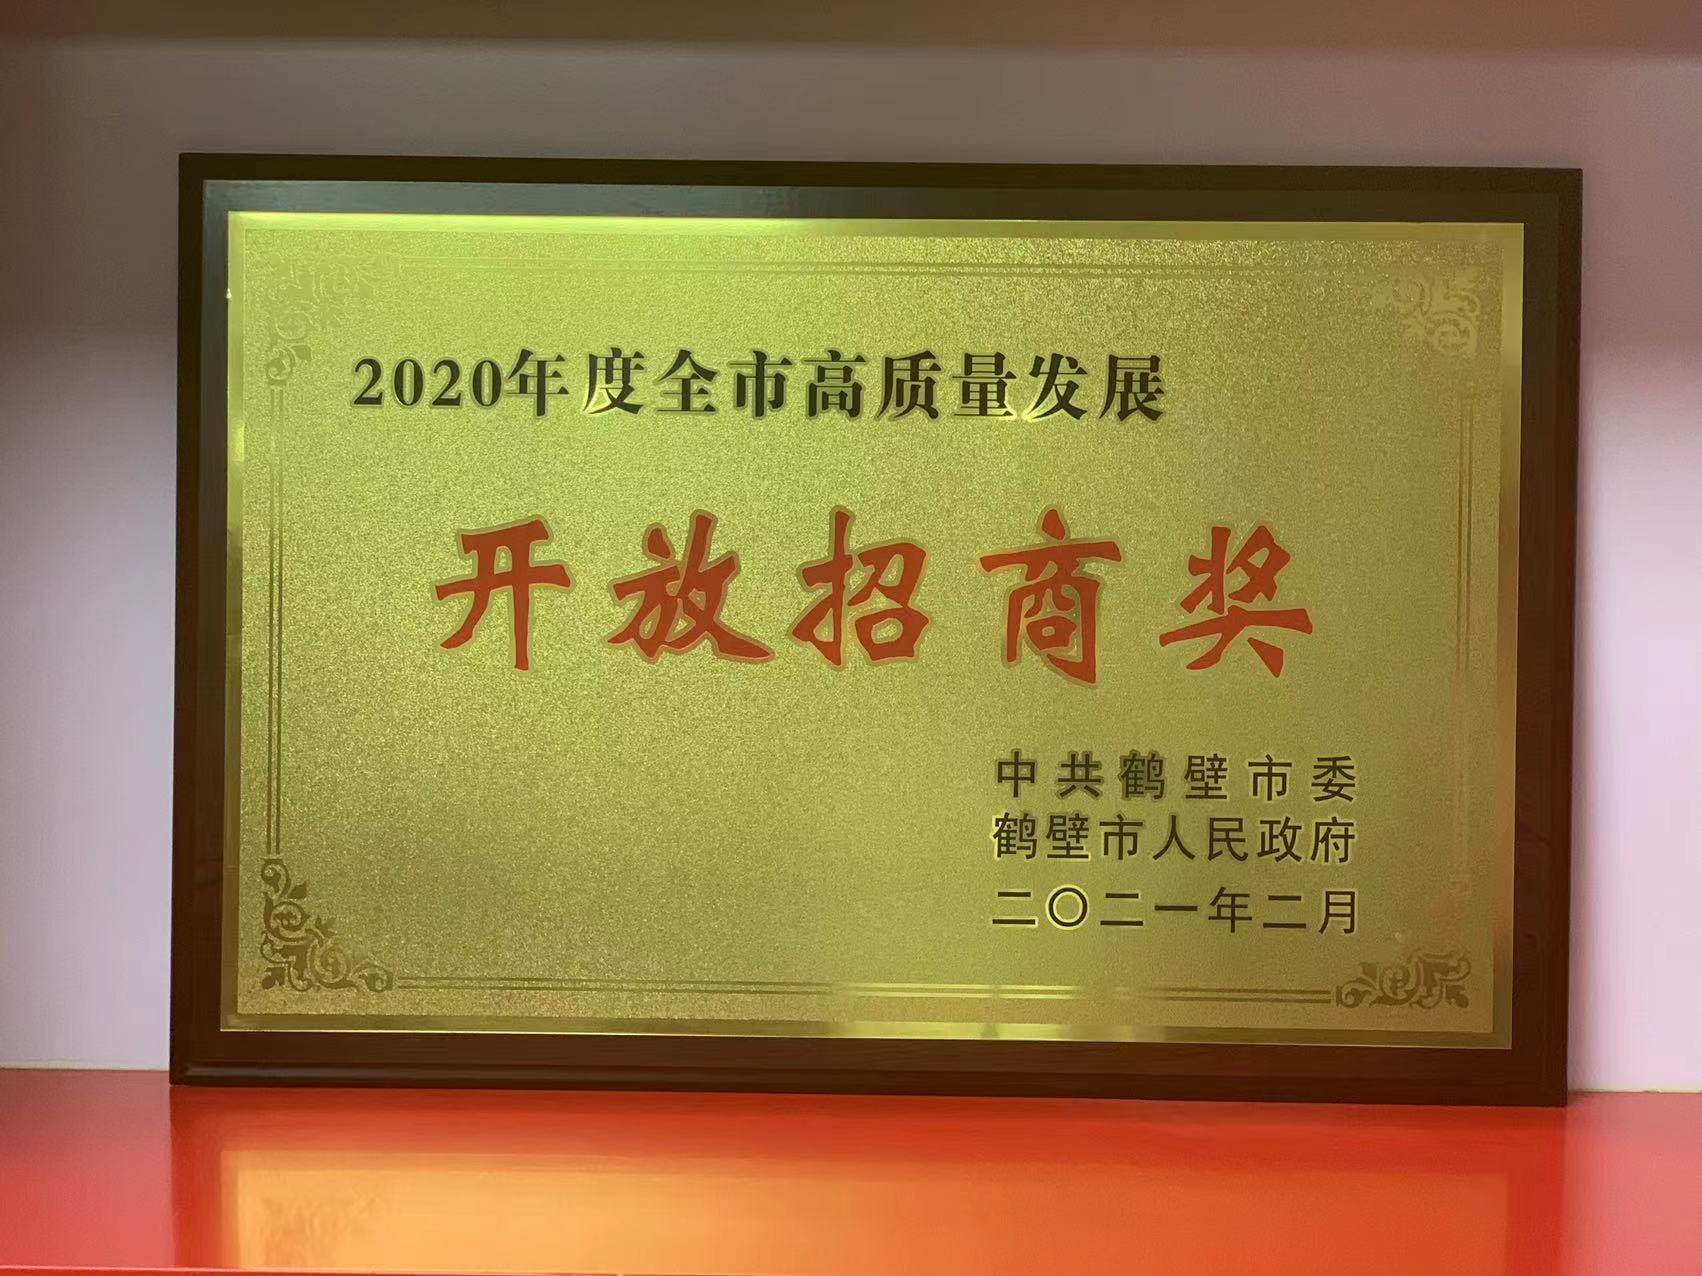 2020年度全市高质量发展
开放招商奖
中共鹤壁市委
鹤壁市人民政府
二〇二一年二月